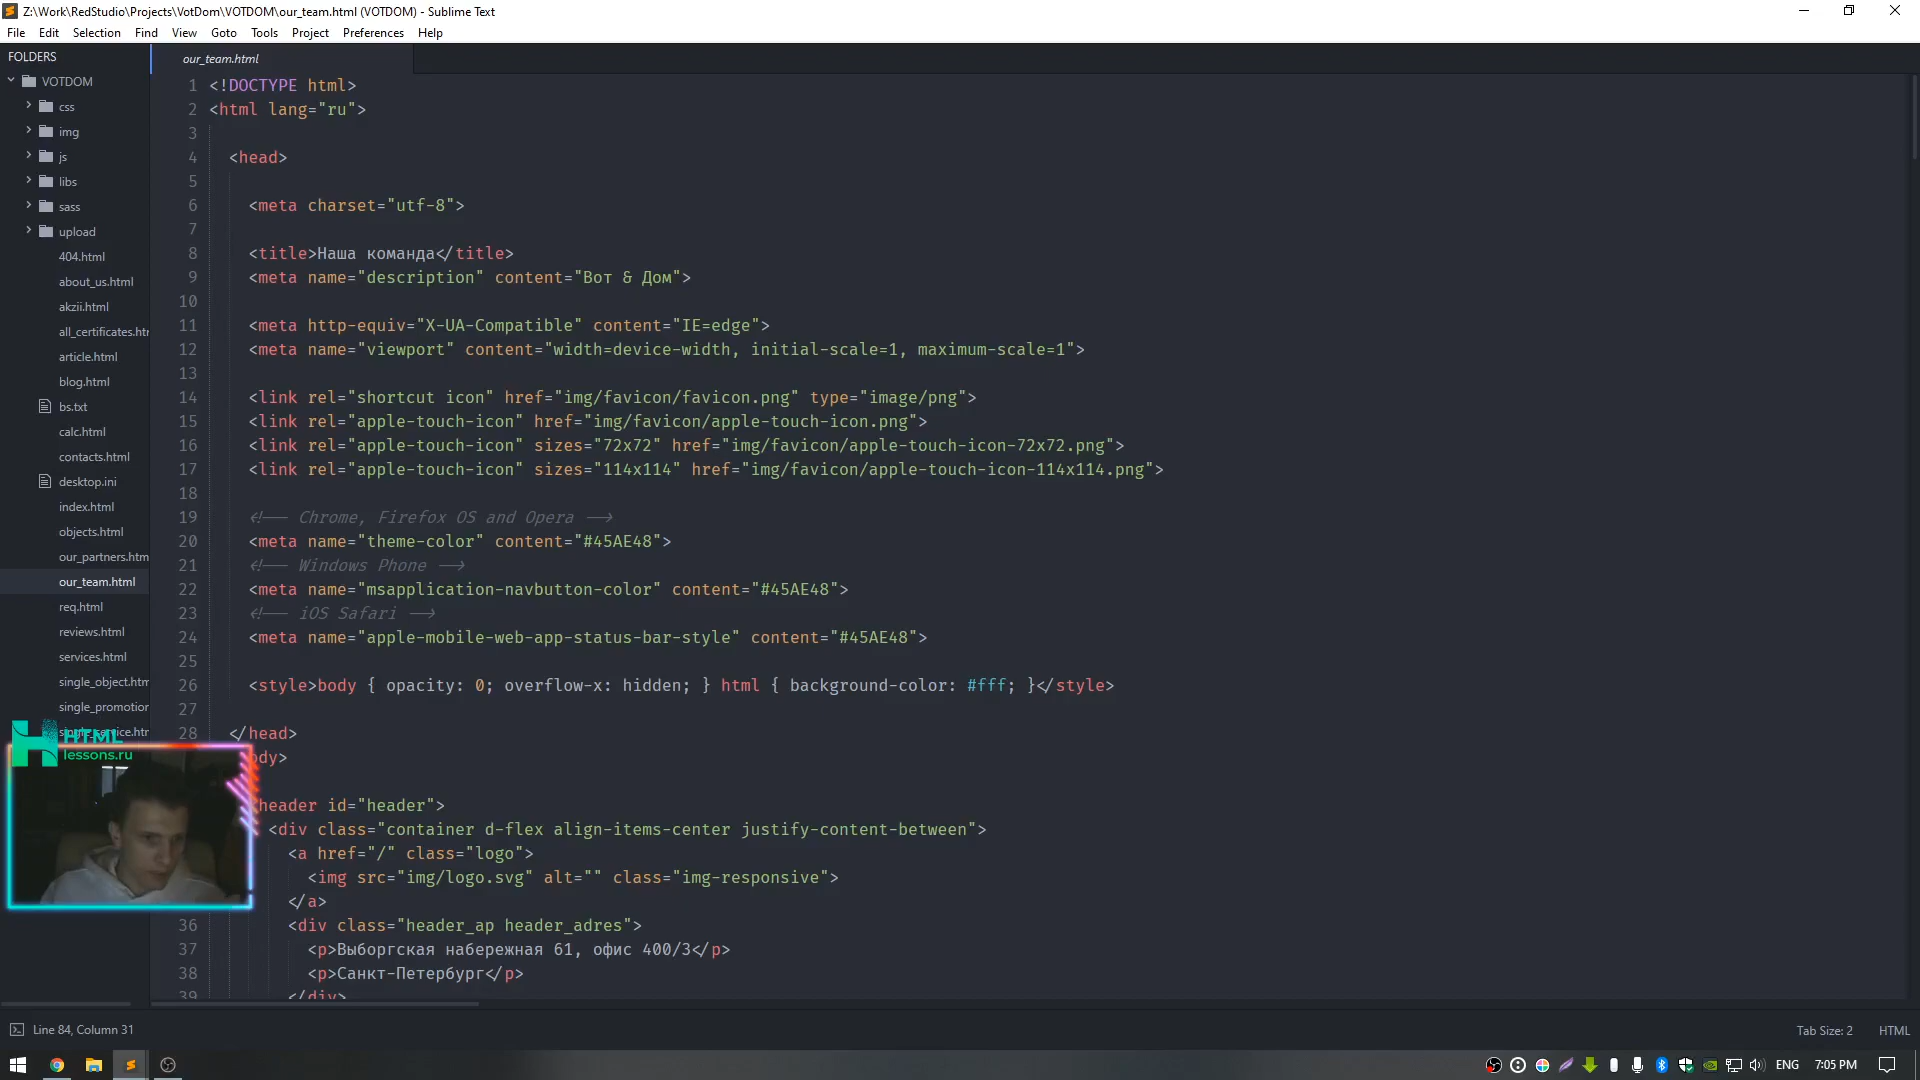 Z:\Work\RedStudio\Projects\VotDom\VOTDOM\our_team.html (VOTDOM) - Sublime Text
File Edit Selection Find View Goto Tools Project Preferences Help
FOLDERS
VOTDOM
css
img
js
libs
sass
upload
404.html
about_us.html
akzii.html
all_certificates.htr
article.html
blog.html
bs.txt
calc.html
contacts.html
desktop.ini
index.html
objects.html
our_partners.htm
our_team.html
req.html
reviews.html
services.html
single_object.htm
single_promotion
single_service.htr
HTML
lessons.ru
our_team.html
1 <!DOCTYPE html>
2 <html lang="ru">
3
4 <head>
5
6 <meta charset="utf-8">
7
8 <title>Наша команда</title>
9 <meta name="description" content="Вот & Дом">
10
11 <meta http-equiv="X-UA-Compatible" content="IE=edge">
12 <meta name="viewport" content="width=device-width, initial-scale=1, maximum-scale=1">
13
14 <link rel="shortcut icon" href="img/favicon/favicon.png" type="image/png">
15 <link rel="apple-touch-icon" href="img/favicon/apple-touch-icon.png">
16 <link rel="apple-touch-icon" sizes="72x72" href="img/favicon/apple-touch-icon-72x72.png">
17 <link rel="apple-touch-icon" sizes="114x114" href="img/favicon/apple-touch-icon-114x114.png">
18
19 <!-- Chrome, Firefox OS and Opera -->
20 <meta name="theme-color" content="#45AE48">
21 <!-- Windows Phone -->
22 <meta name="msapplication-navbutton-color" content="#45AE48">
23 <!-- iOS Safari -->
24 <meta name="apple-mobile-web-app-status-bar-style" content="#45AE48">
25
26 <style>body { opacity: 0; overflow-x: hidden; } html { background-color: #fff; }</style>
27
28 </head>
ody>
header id="header">
<div class="container d-flex align-items-center justify-content-between">
<a href="/" class="logo">
<img src="img/logo.svg" alt="" class="img-responsive">
</a>
36 <div class="header_ap header_adres">
37 <p>Выборгская набережная 61, офис 400/3</p>
38 <p>Санкт-Петербург</p>
39 </div>
Line 84, Column 31
Tab Size: 2 HTML
ENG 7:05 PM